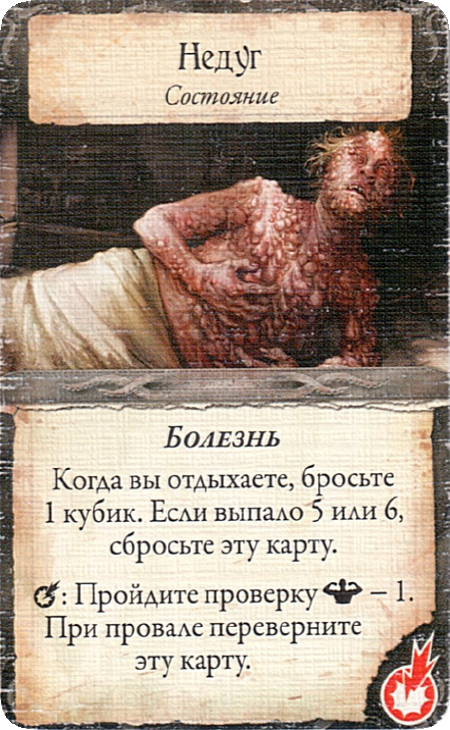 Недуг
Состояние
Болезнь
Когда вы отдыхаете, бросьте
1 кубик. Если выпало 5 или 6,
сбросьте эту карту.
: Пройдите проверку – 1.
При провале переверните
эту карту.